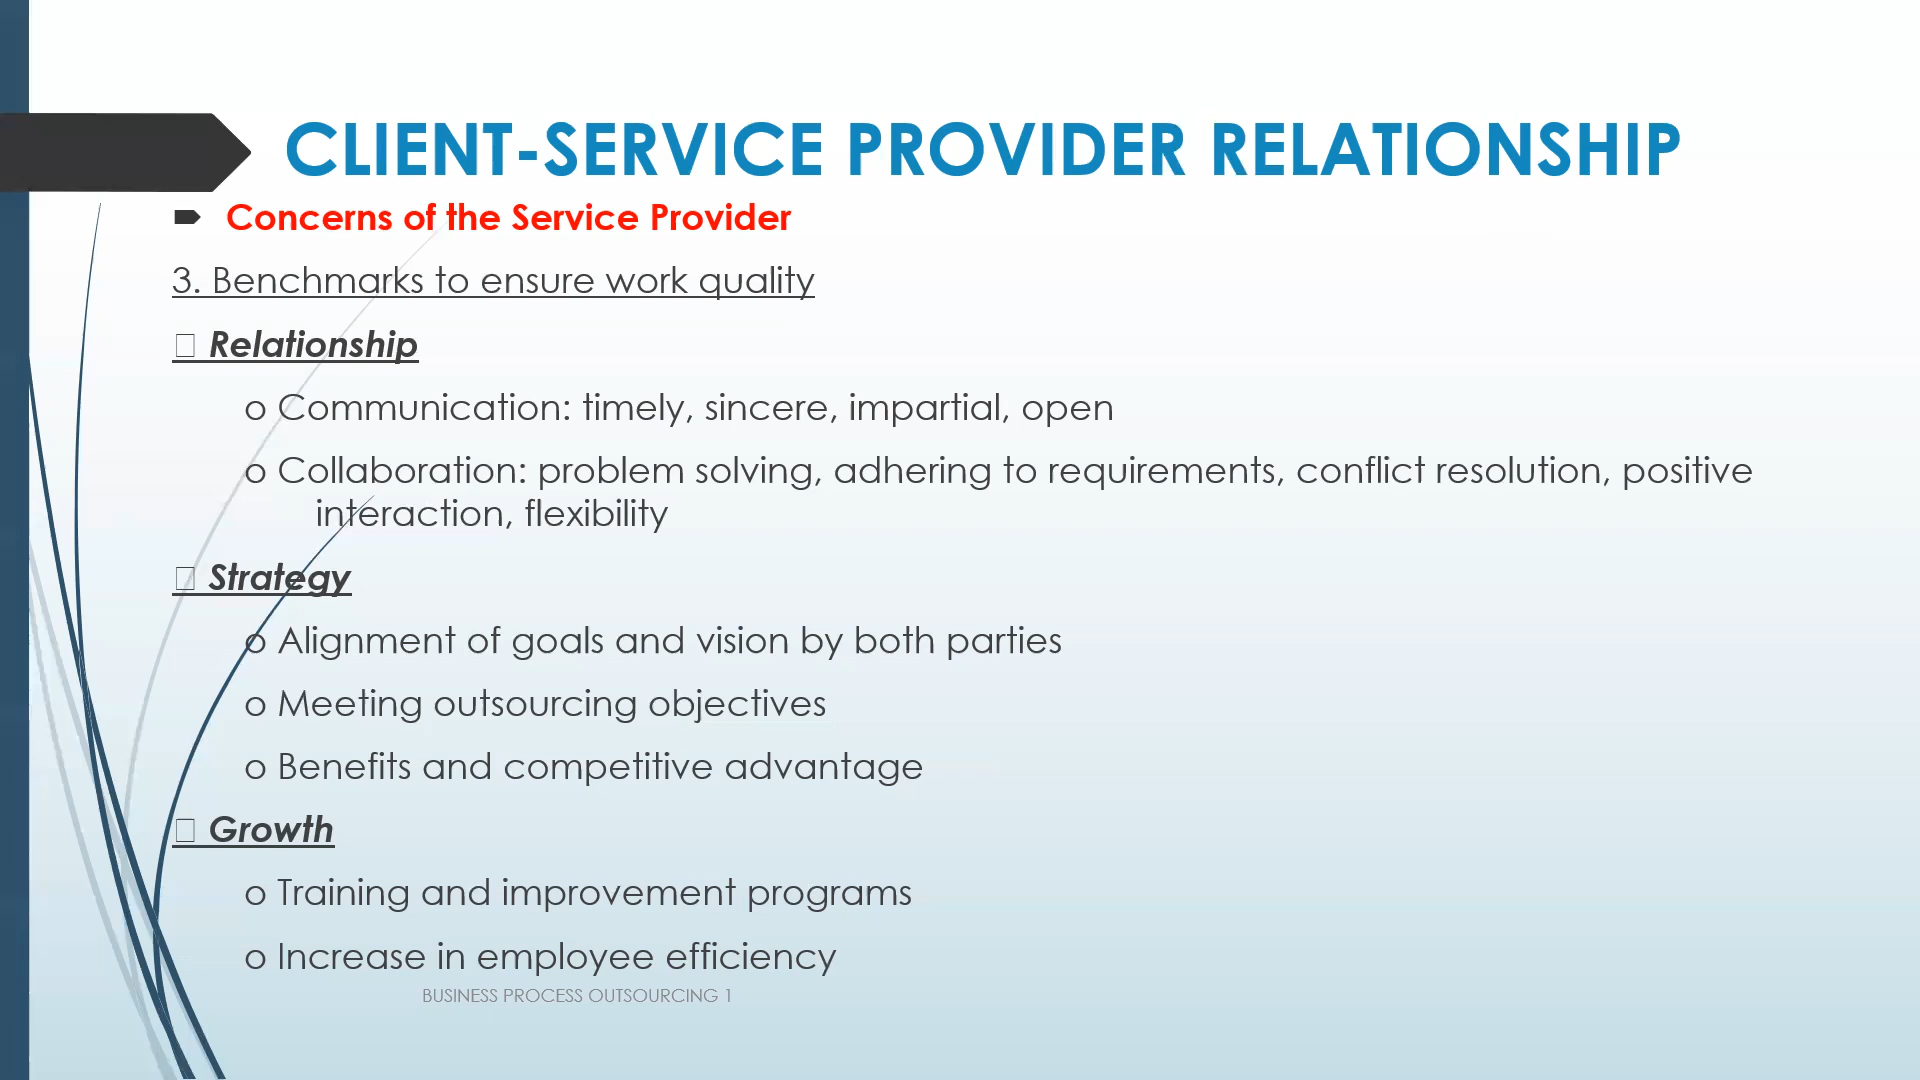 CLIENT-SERVICE PROVIDER RELATIONSHIP
Concerns of the Service Provider
3. Benchmarks to ensure work quality
Relationship
o Communication: timely, sincere, impartial, open
o Collaboration: problem solving, adhering to requirements, conflict resolution, positive
interaction, flexibility
Strategy
o Alignment of goals and vision by both parties
o Meeting outsourcing objectives
o Benefits and competitive advantage
Growth
o Training and improvement programs
o Increase in employee efficiency
BUSINESS PROCESS OUTSOURCING 1